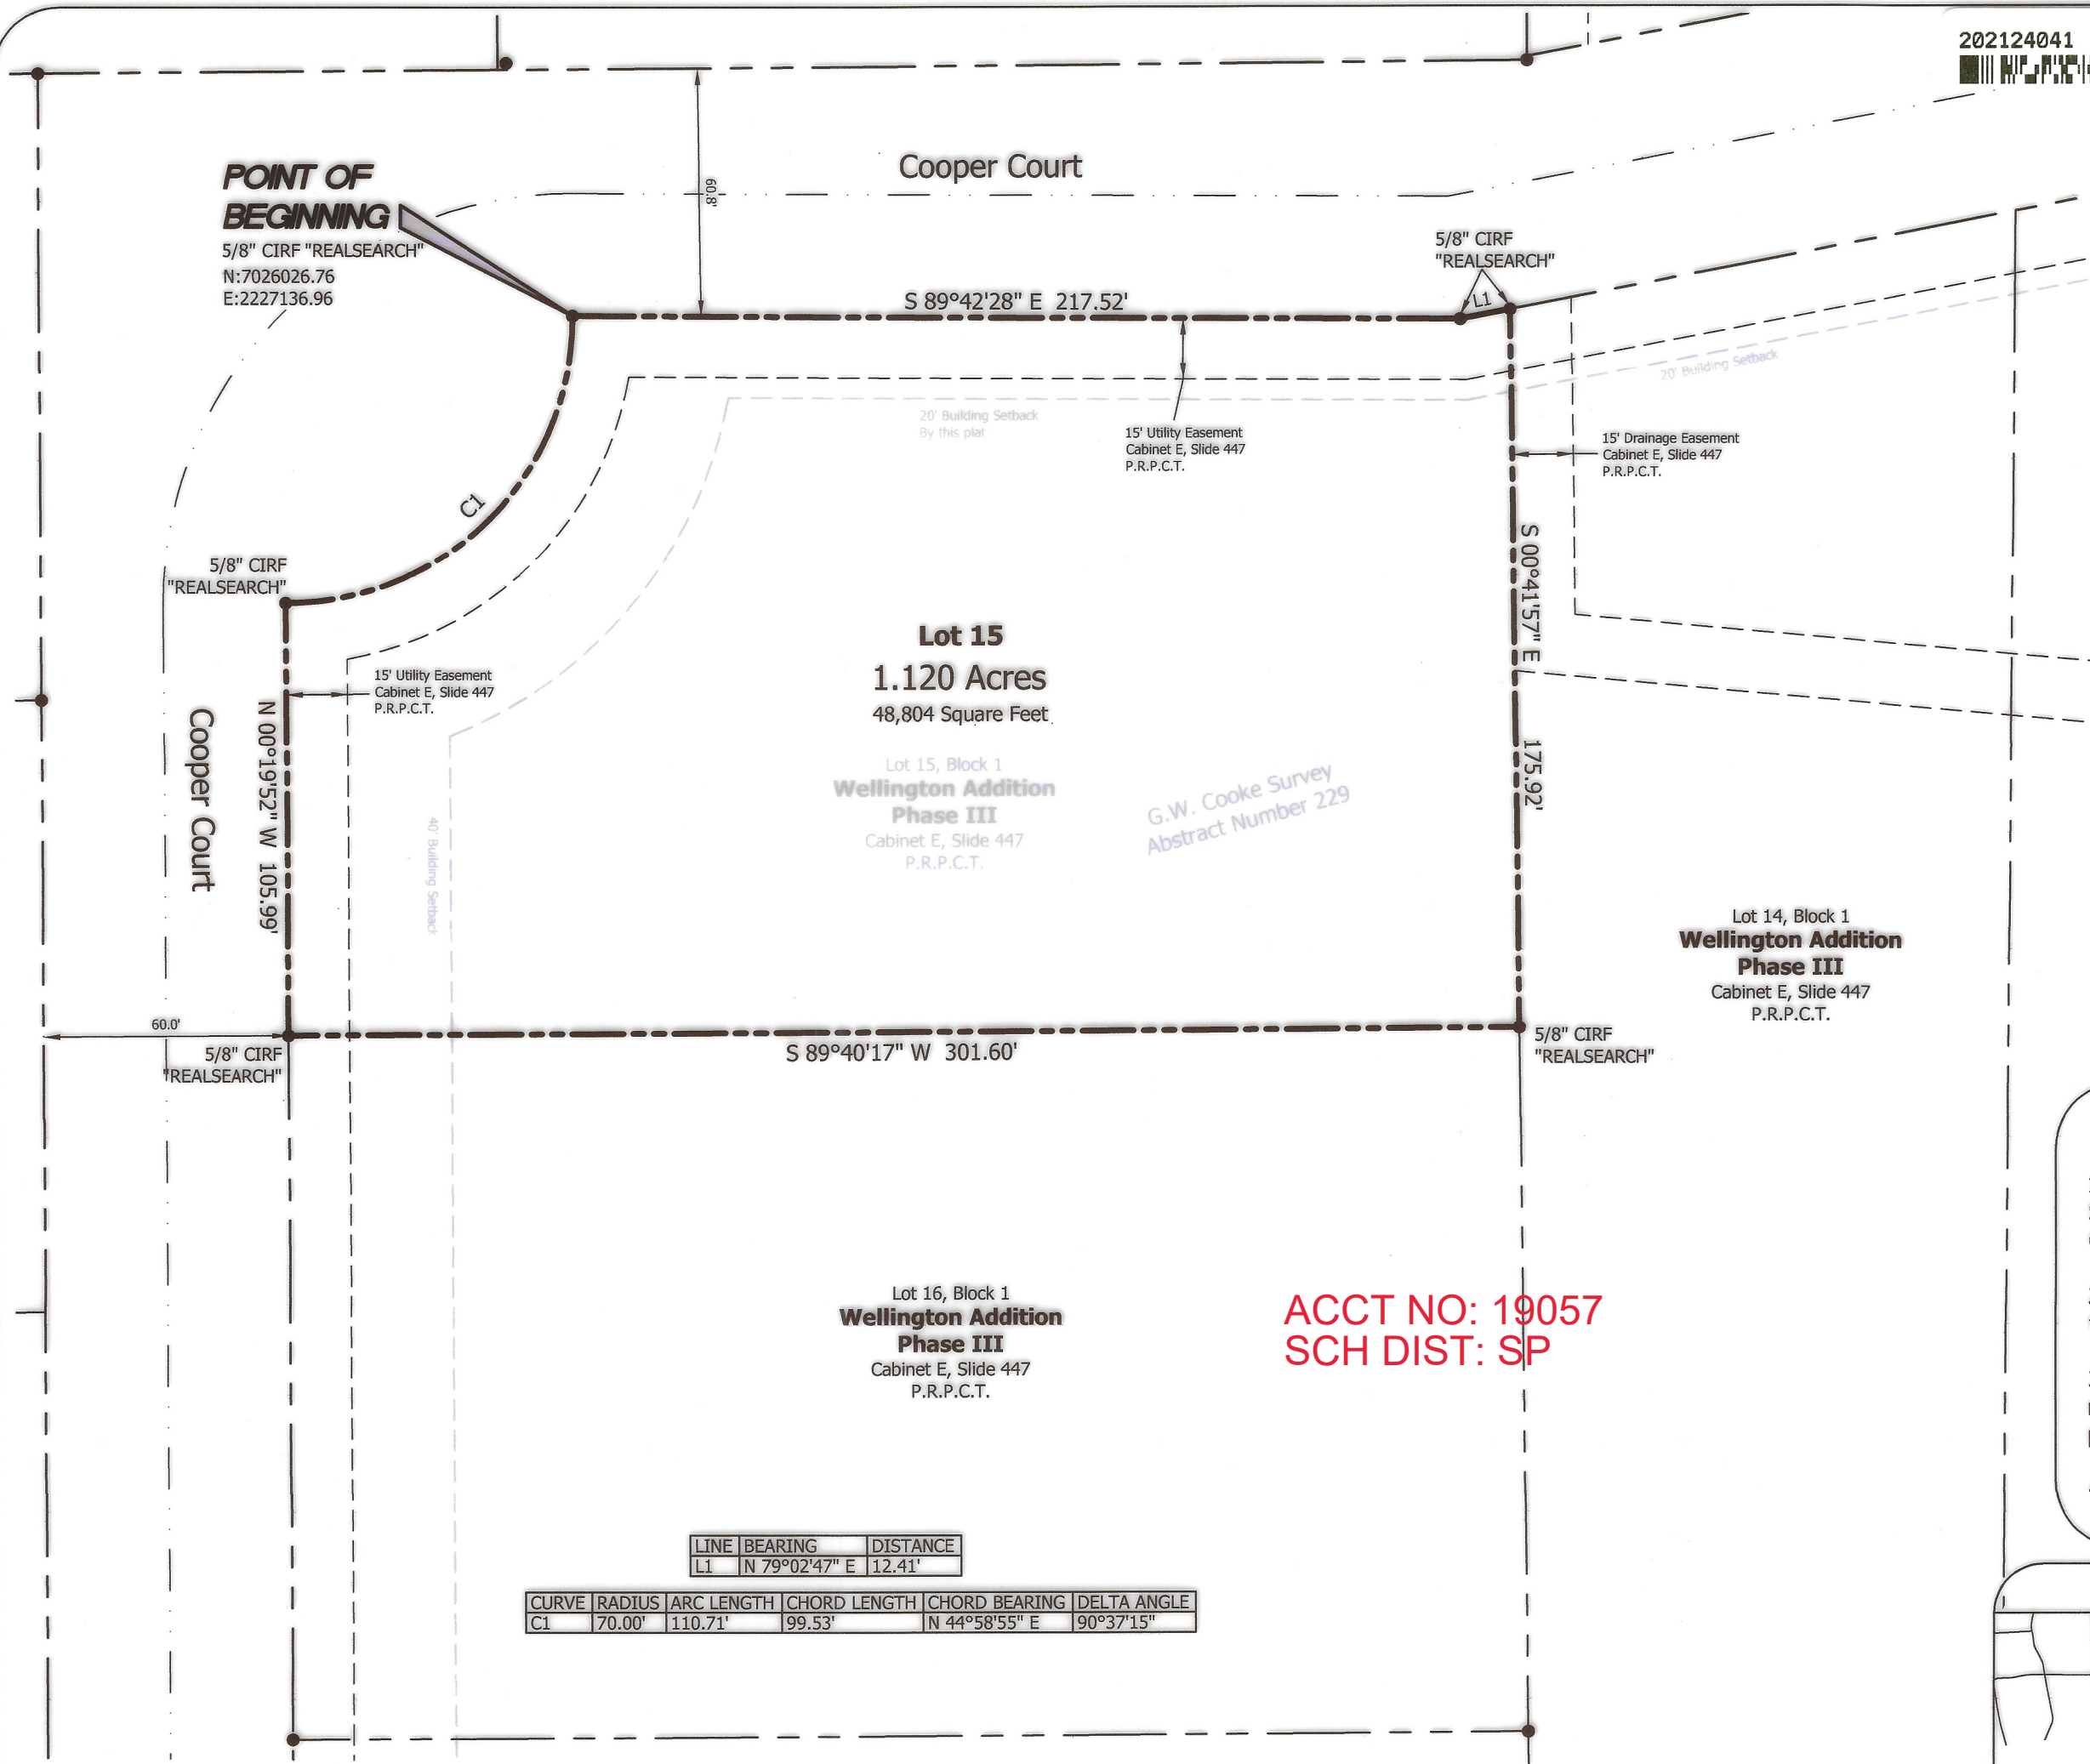 202124041
Cooper Court
60.8'
POINT OF
BEGINNING
5/8" CIRF "REALSEARCH"
N:7026026.76
E:2227136.96
5/8" CIRF
"REALSEARCH"
L1
S 89°42'28" E 217.52'
20' Building Setback
20' Building Setback
By this plat
15' Utility Easement
Cabinet E, Slide 447
P.R.P.C.T.
15' Drainage Easement
Cabinet E, Slide 447
P.R.P.C.T.
C1
S 00°41'57" E 175.92'
5/8" CIRF
"REALSEARCH"
Lot 15
1.120 Acres
48,804 Square Feet
15' Utility Easement
Cabinet E, Slide 447
P.R.P.C.T.
Cooper Court
N 00°19'52" W 105.99'
40' Building Setback
Lot 15, Block 1
Wellington Addition
Phase III
Cabinet E, Slide 447
P.R.P.C.T.
G.W. Cooke Survey
Abstract Number 229
Lot 14, Block 1
Wellington Addition
Phase III
Cabinet E, Slide 447
P.R.P.C.T.
60.0'
5/8" CIRF
"REALSEARCH"
S 89°40'17" W 301.60'
5/8" CIRF
"REALSEARCH"
Lot 16, Block 1
Wellington Addition
Phase III
Cabinet E, Slide 447
P.R.P.C.T.
ACCT NO: 19057
SCH DIST: SP
LINE BEARING DISTANCE
L1 N 79°02'47" E 12.41'
CURVE RADIUS ARC LENGTH CHORD LENGTH CHORD BEARING DELTA ANGLE
C1 70.00' 110.71' 99.53' N 44°58'55" E 90°37'15"